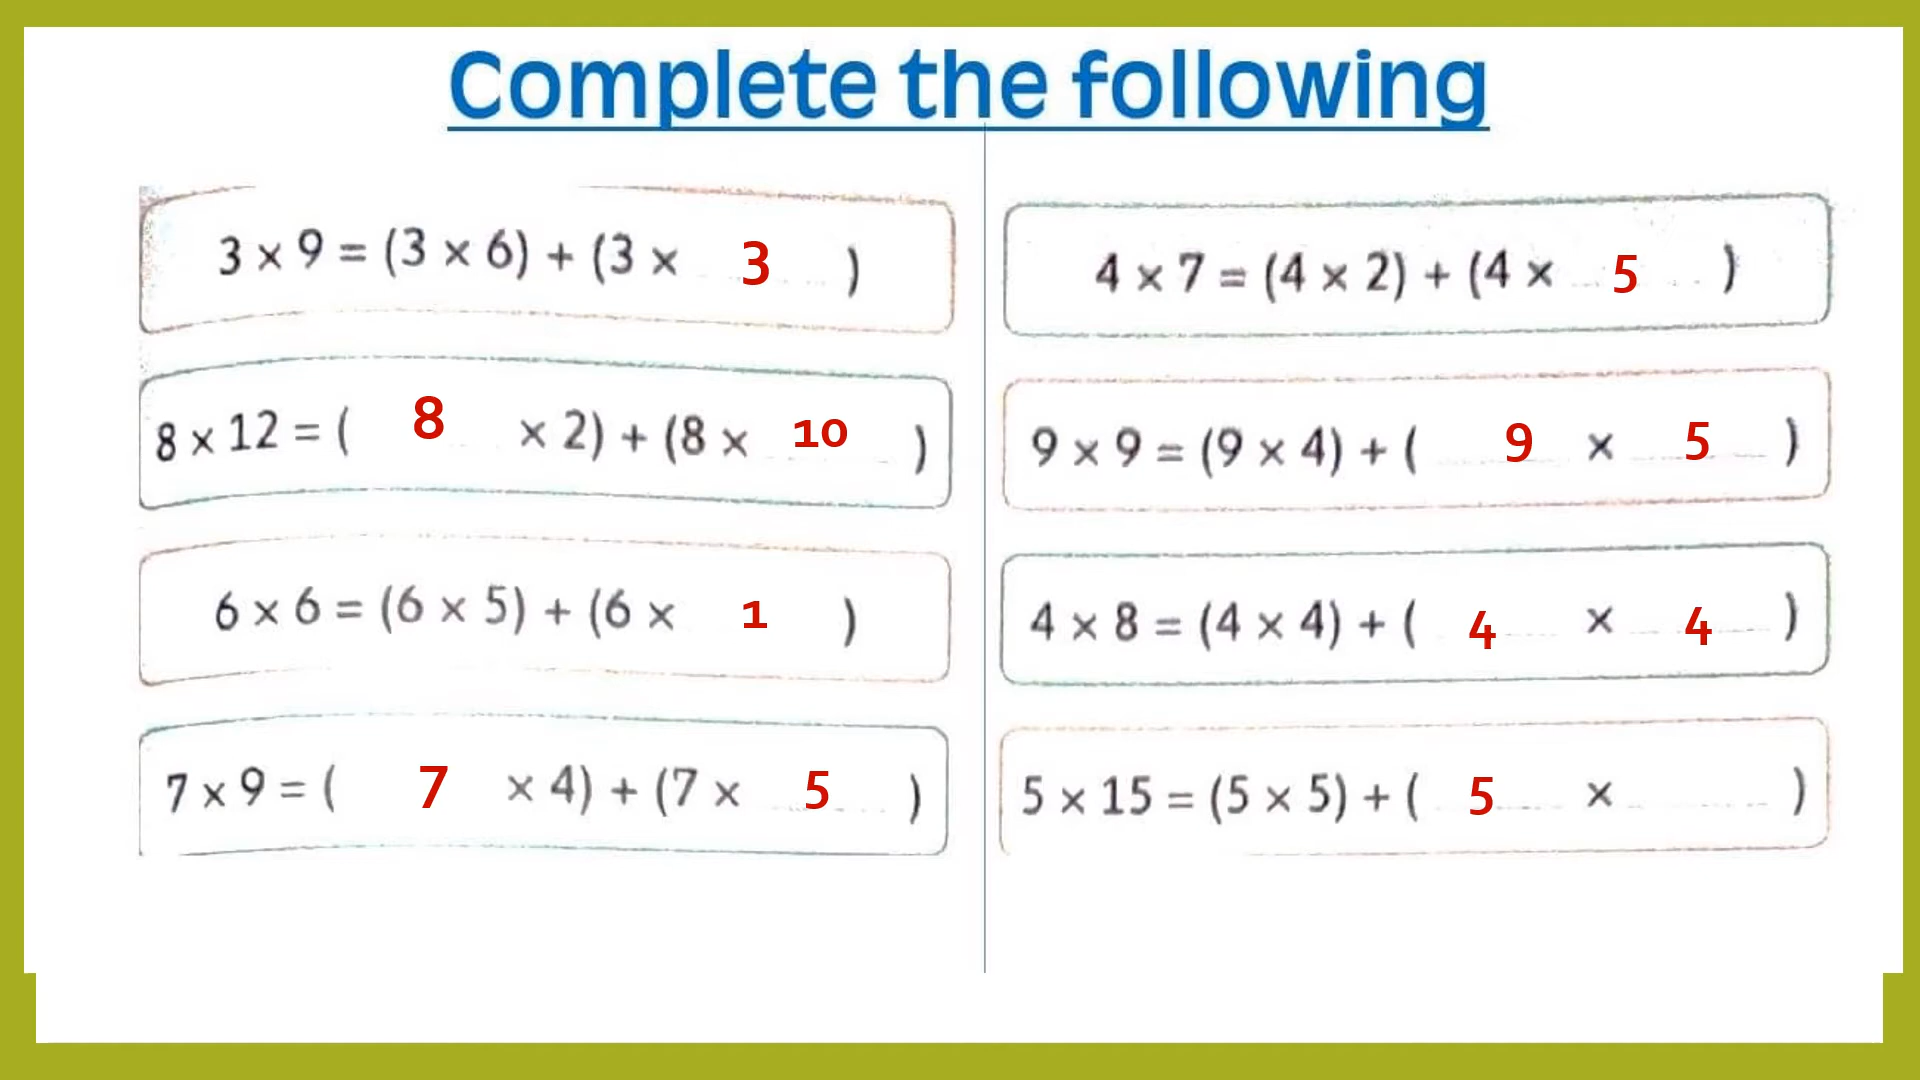 Complete the following
3 × 9 = (3 × 6) + (3 × 3 )
8 × 12 = ( 8 × 2) + (8 × 10 )
6 × 6 = (6 × 5) + (6 × 1 )
7 × 9 = ( 7 × 4) + (7 × 5 )
4 × 7 = (4 × 2) + (4 × 5 )
9 × 9 = (9 × 4) + ( 9 × 5 )
4 × 8 = (4 × 4) + ( 4 × 4 )
5 × 15 = (5 × 5) + ( 5 × )